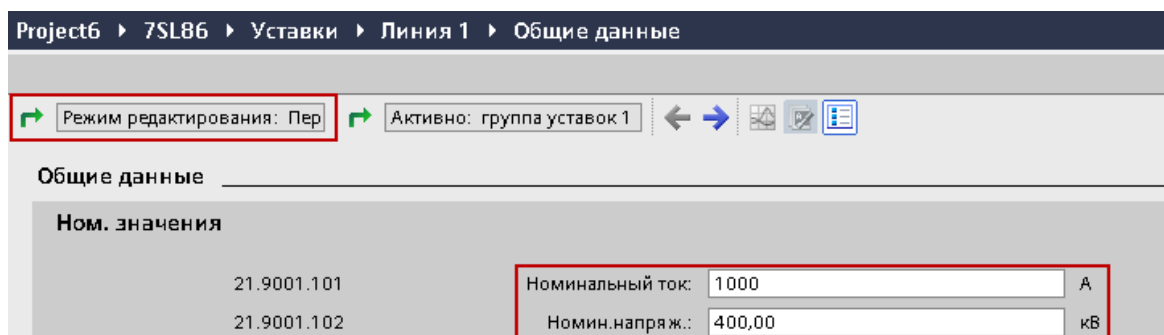 Project6 ▸ 7SL86 ▸ Уставки ▸ Линия 1 ▸ Общие данные
Режим редактирования: Пер Активно: группа уставок 1
Общие данные
Ном. значения
21.9001.101 Номинальный ток: 1000 А
21.9001.102 Номин.напряж.: 400,00 кВ